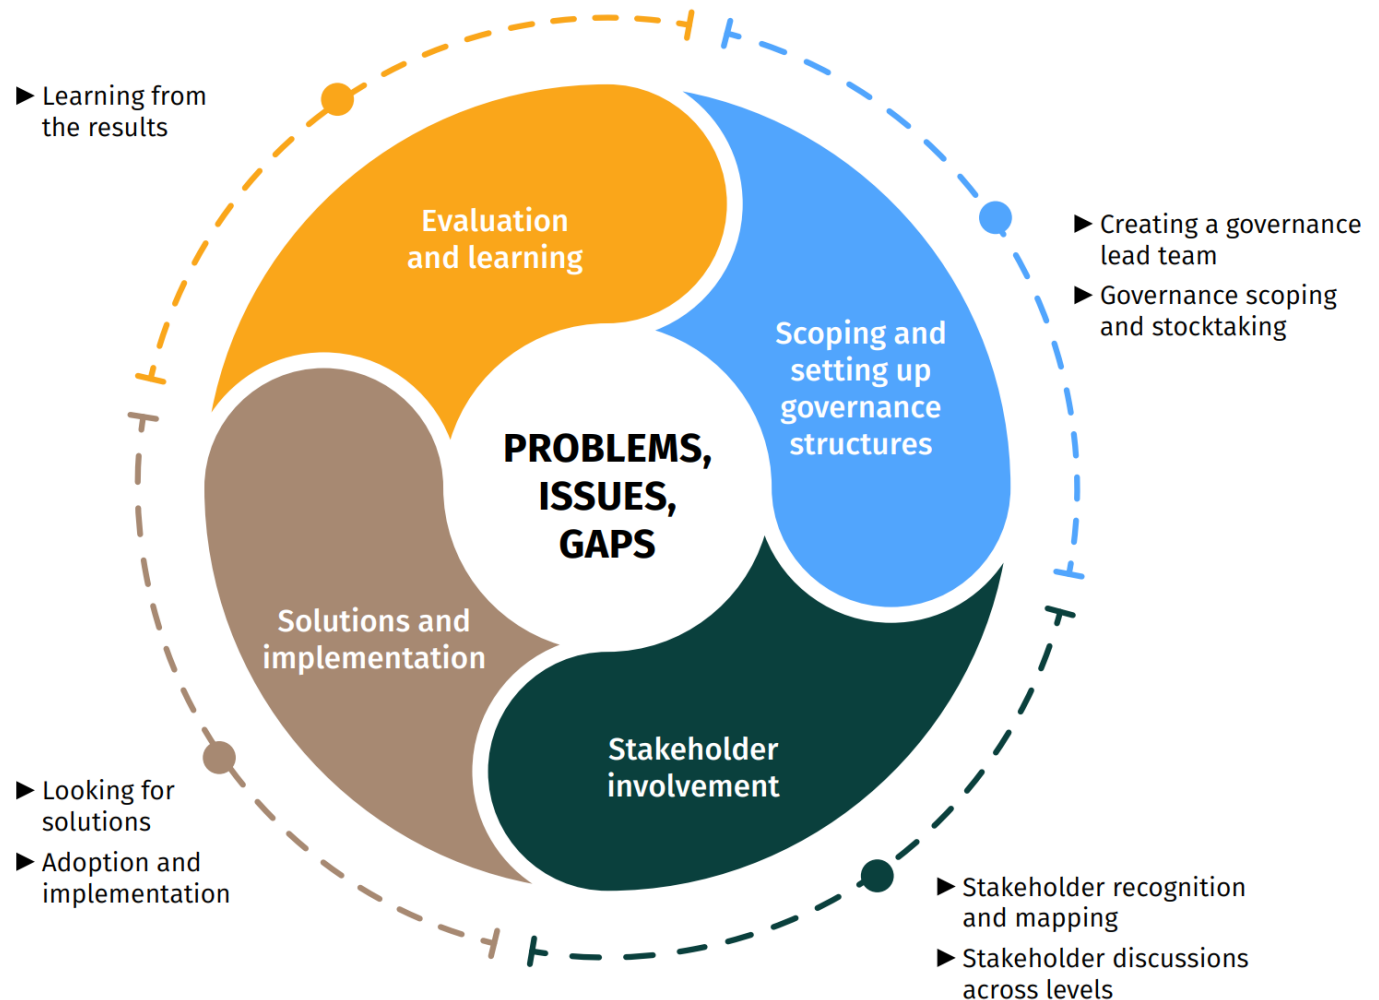 ► Learning from
the results
Evaluation
and learning
► Creating a governance
lead team
► Governance scoping
and stocktaking
Scoping and
setting up
governance
structures
PROBLEMS,
ISSUES,
GAPS
Solutions and
implementation
Stakeholder
involvement
► Looking for
solutions
► Adoption and
implementation
► Stakeholder recognition
and mapping
► Stakeholder discussions
across levels